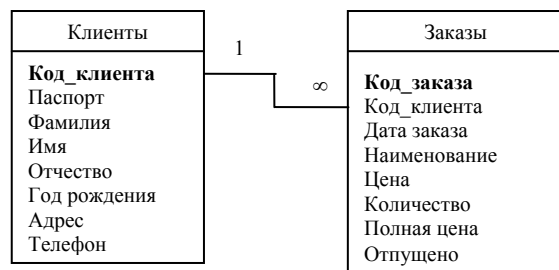 Клиенты
Код_клиента
Паспорт
Фамилия
Имя
Отчество
Год рождения
Адрес
Телефон
1
∞
Заказы
Код_заказа
Код_клиента
Дата заказа
Наименование
Цена
Количество
Полная цена
Отпущено